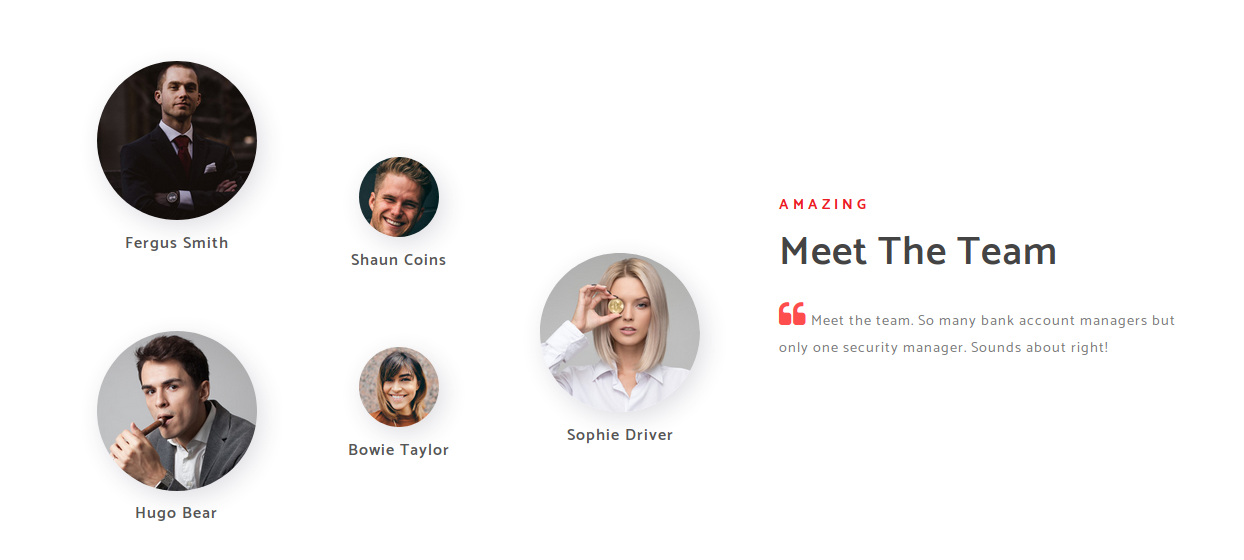 Fergus Smith
Shaun Coins
Hugo Bear
Bowie Taylor
Sophie Driver
AMAZING
Meet The Team
Meet the team. So many bank account managers but
only one security manager. Sounds about right!